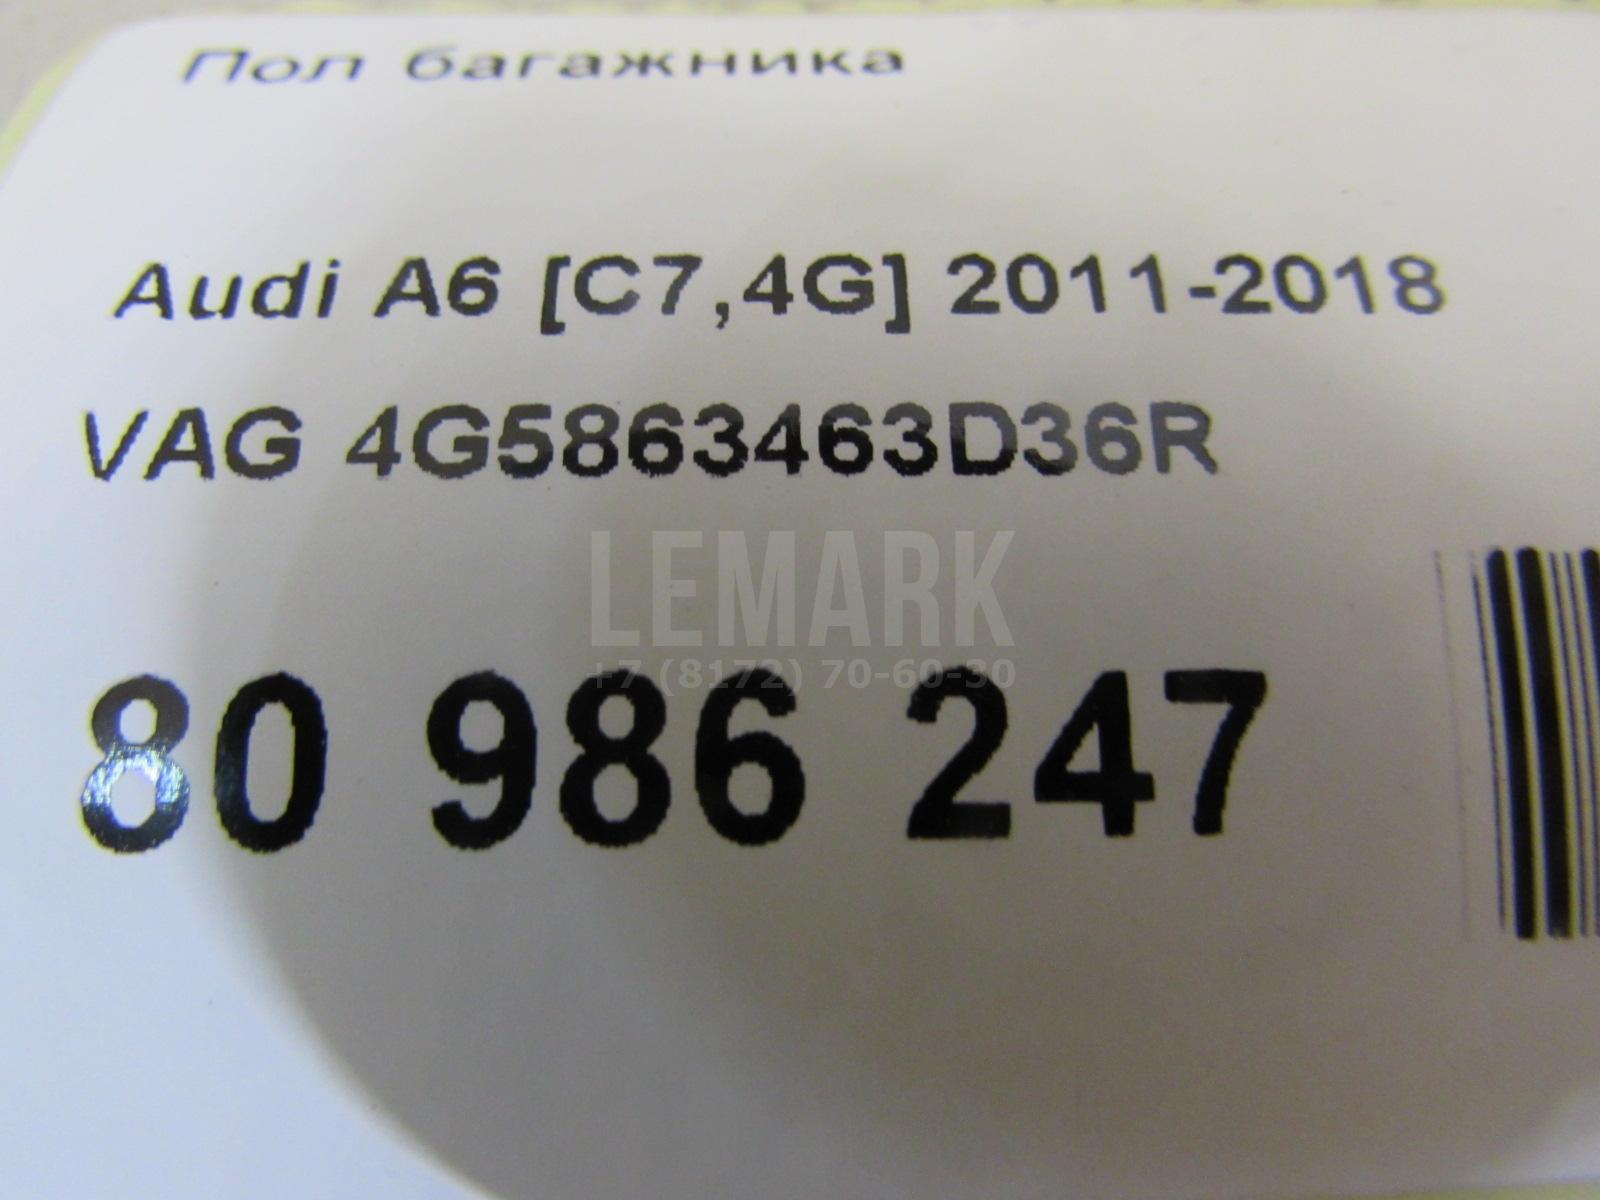 Пол багажника
Audi A6 [C7,4G] 2011-2018
VAG 4G5863463D36R
LEMARK
+7 (8172) 70-60-30
80 986 247